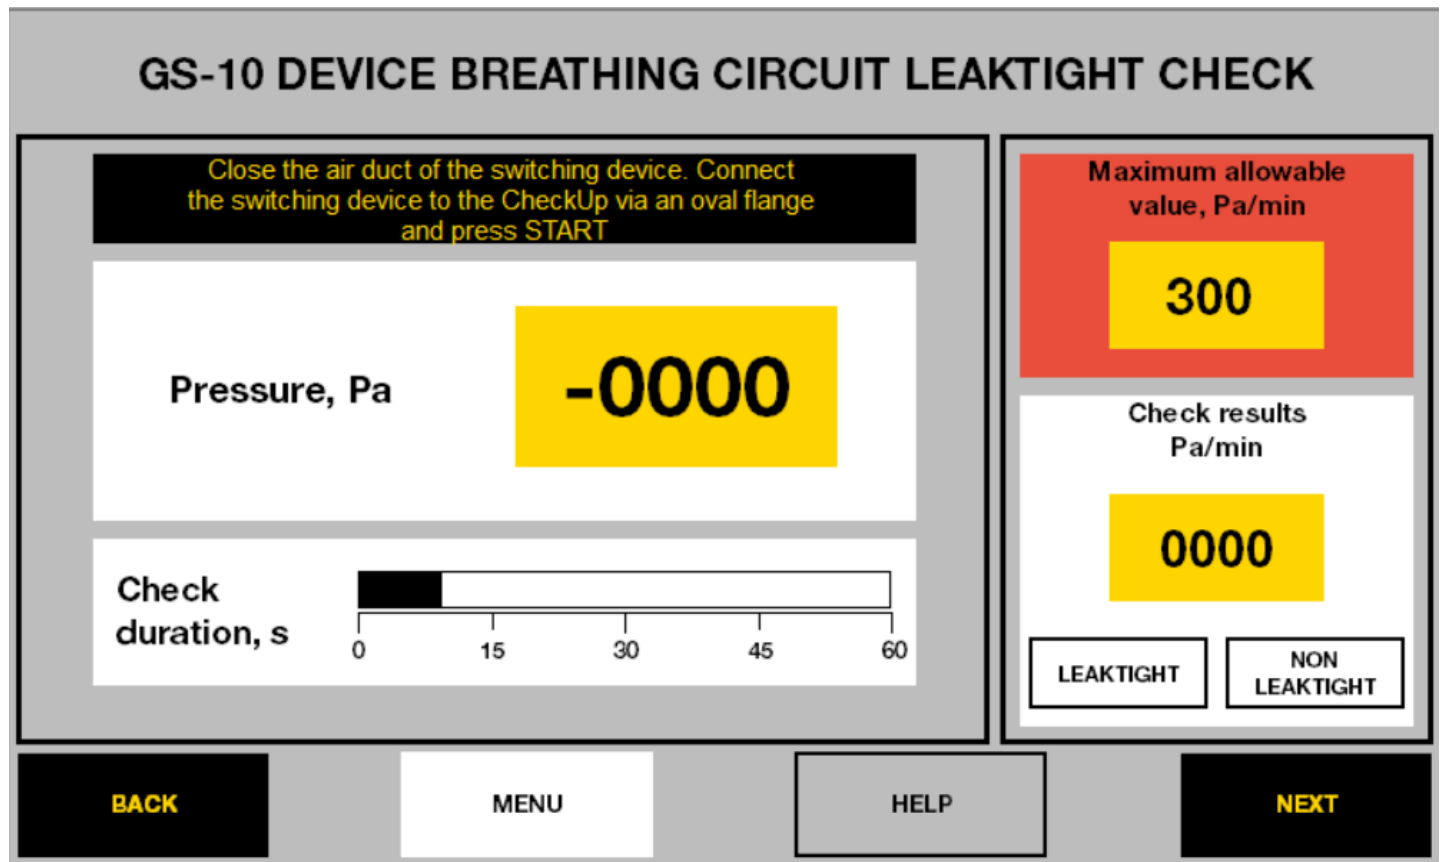 GS-10 DEVICE BREATHING CIRCUIT LEAKTIGHT CHECK
Close the air duct of the switching device. Connect
the switching device to the CheckUp via an oval flange
and press START
Pressure, Pa
-0000
Check
duration, s
0 15 30 45 60
Maximum allowable
value, Pa/min
300
Check results
Pa/min
0000
LEAKTIGHT
NON
LEAKTIGHT
BACK
MENU
HELP
NEXT